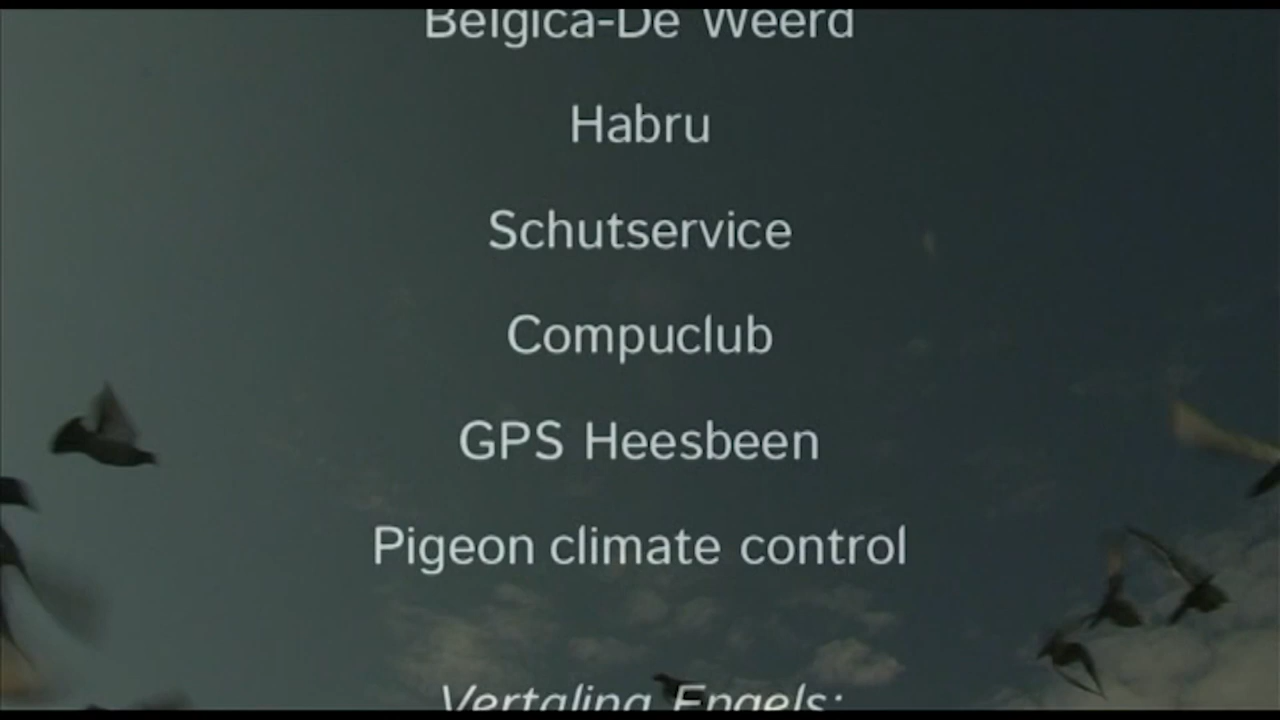 Belgica-De Weerd
Habru
Schutservice
Compuclub
GPS Heesbeen
Pigeon climate control
Vertaling Engels: